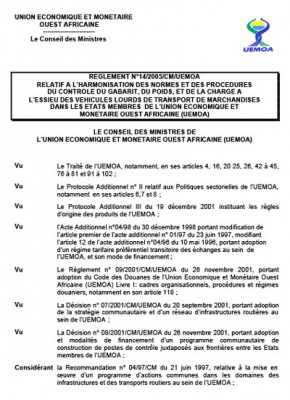 UNION ECONOMIQUE ET MONETAIRE
OUEST AFRICAINE
--------------------
Le Conseil des Ministres
UEMOA
REGLEMENT N°14/2005/CM/UEMOA
RELATIF A L'HARMONISATION DES NORMES ET DES PROCEDURES
DU CONTROLE DU GABARIT, DU POIDS, ET DE LA CHARGE A
L'ESSIEU DES VEHICULES LOURDS DE TRANSPORT DE MARCHANDISES
DANS LES ETATS MEMBRES DE L'UNION ECONOMIQUE ET
MONETAIRE OUEST AFRICAINE (UEMOA)
LE CONSEIL DES MINISTRES DE
L'UNION ECONOMIQUE ET MONETAIRE OUEST AFRICAINE (UEMOA)
Vu Le Traité de l'UEMOA, notamment, en ses articles 4, 16, 20 25, 26, 42 à 45,
76 à 81 et 91 à 102 ;
Vu Le Protocole Additionnel n° II relatif aux Politiques sectorielles de l'UEMOA,
notamment en ses articles 6,7 et 8 ;
Vu Le Protocole Additionnel III du 19 décembre 2001 instituant les règles
d'origine des produits de l'UEMOA ;
Vu l'Acte Additionnel n°04/98 du 30 décembre 1998 portant modification de
l'article premier de l'acte additionnel n° 01/97 du 23 juin 1997, modifiant
l'article 12 de l'acte additionnel n°04/96 du 10 mai 1996, portant adoption
d'un régime tarifaire préférentiel transitoire des échanges au sein de
l'UEMOA, et son mode de financement ;
Vu Le Règlement n° 09/2001/CM/UEMOA du 26 novembre 2001, portant
adoption du Code des Douanes de l'Union Economique et Monétaire Ouest
Africaine (UEMOA) Livre I: cadres organisationnels, procédures et régimes
douaniers, notamment en son article 118 ;
Vu La Décision n° 07/2001/CM/UEMOA du 20 septembre 2001, portant adoption
de la stratégie communautaire et d'un réseau d'infrastructures routières au
sein de l'UEMOA ;
Vu La Décision n° 08/2001/CM/UEMOA du 26 novembre 2001, portant adoption
et modalités de financement d'un programme communautaire de
construction de postes de contrôle juxtaposés aux frontières entre les Etats
membres de l'UEMOA ;
Considérant la Recommandation n° 04/97/CM du 21 juin 1997, relative à la mise en
œuvre d'un programme d'actions communes dans les domaines des
infrastructures et des transports routiers au sein de l'UEMOA ;